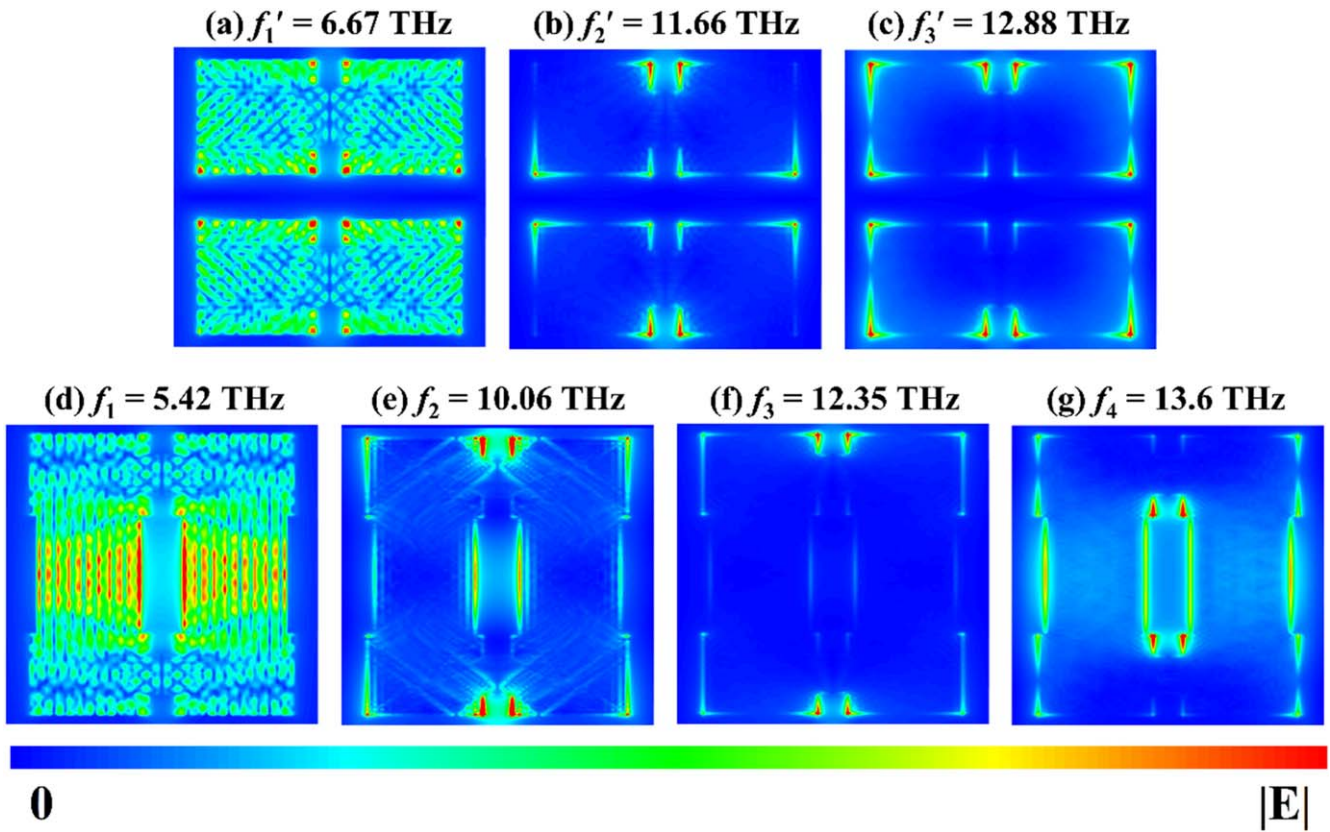 (a) f₁′ = 6.67 THz
(b) f₂′ = 11.66 THz
(c) f₃′ = 12.88 THz
(d) f₁ = 5.42 THz
(e) f₂ = 10.06 THz
(f) f₃ = 12.35 THz
(g) f₄ = 13.6 THz
0
|E|